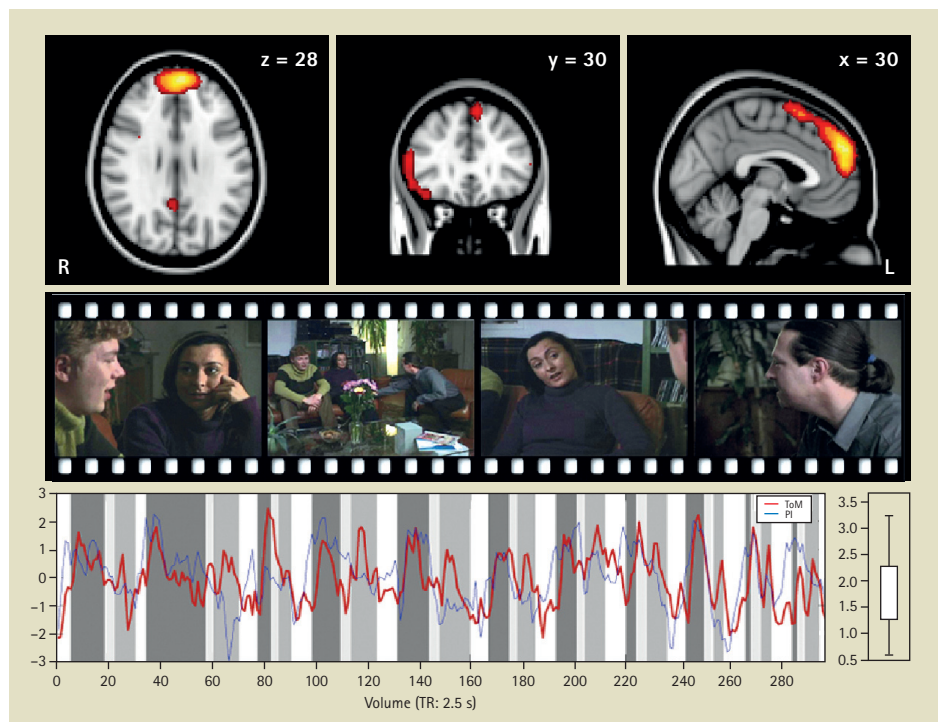 z = 28
y = 30
x = 30
R
L
3
2
1
0
−1
−2
−3
ToM
PI
3.5
3.0
2.5
2.0
1.5
1.0
0.5
0 20 40 60 80 100 120 140 160 180 200 220 240 260 280
Volume (TR: 2.5 s)